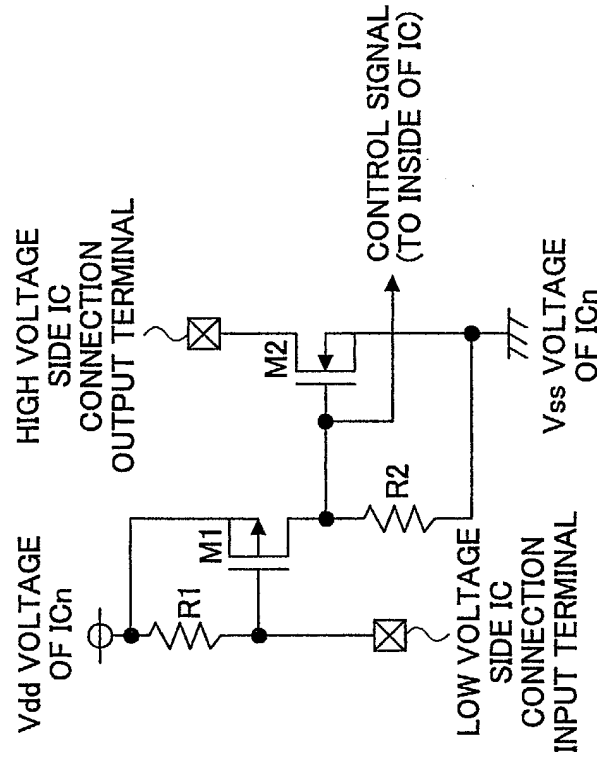 Vdd VOLTAGE
OF ICn
HIGH VOLTAGE
SIDE IC
CONNECTION
OUTPUT TERMINAL
R1
M1
M2
R2
CONTROL SIGNAL
(TO INSIDE OF IC)
LOW VOLTAGE
SIDE IC
CONNECTION
INPUT TERMINAL
Vss VOLTAGE
OF ICn